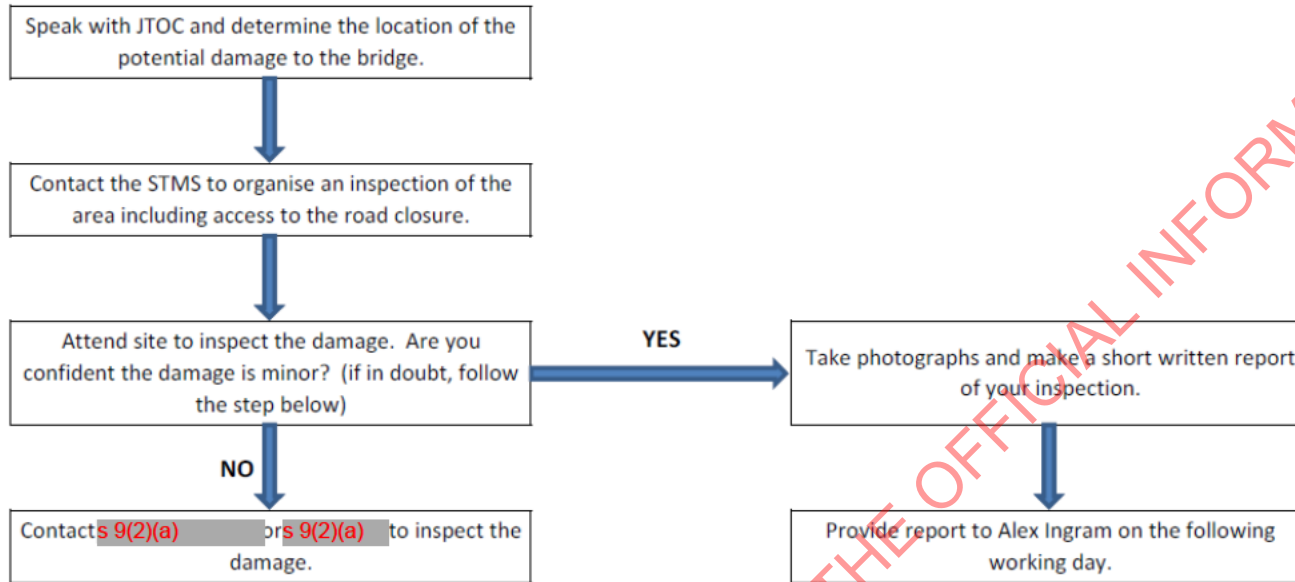 Speak with JTOC and determine the location of the
potential damage to the bridge.
Contact the STMS to organise an inspection of the
area including access to the road closure.
Attend site to inspect the damage.  Are you
confident the damage is minor?  (if in doubt, follow
the step below)
YES
Take photographs and make a short written report
of your inspection.
NO
Contact s 9(2)(a) or s 9(2)(a) to inspect the
damage.
Provide report to Alex Ingram on the following
working day.
THE OFFICIAL INFORM